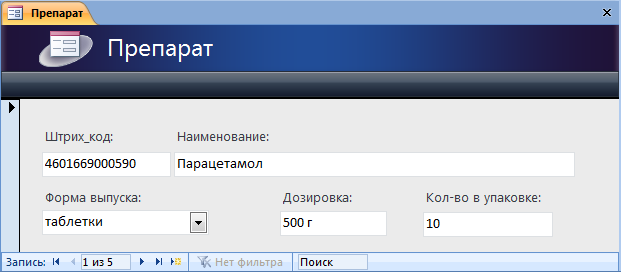 Препарат
Препарат
Штрих_код: Наименование:
4601669000590 Парацетамол
Форма выпуска: Дозировка: Кол-во в упаковке:
таблетки 500 г 10
Запись: 1 из 5 Нет фильтра Поиск